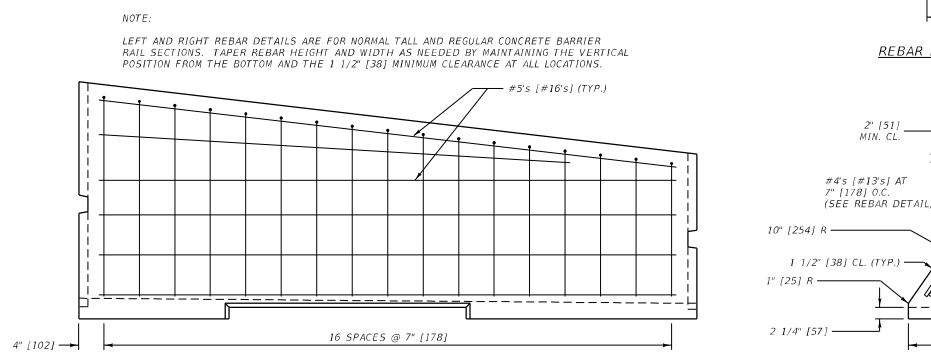 NOTE:
LEFT AND RIGHT REBAR DETAILS ARE FOR NORMAL TALL AND REGULAR CONCRETE BARRIER
RAIL SECTIONS. TAPER REBAR HEIGHT AND WIDTH AS NEEDED BY MAINTAINING THE VERTICAL
POSITION FROM THE BOTTOM AND THE 1 1/2" [38] MINIMUM CLEARANCE AT ALL LOCATIONS.
REBAR
#5's [#16's] (TYP.)
2" [51]
MIN. CL.
#4's [#13's] AT
7" [178] O.C.
(SEE REBAR DETAIL,
10" [254] R
1 1/2" [38] CL. (TYP.)
1" [25] R
2 1/4" [57]
16 SPACES @ 7" [178]
4" [102]